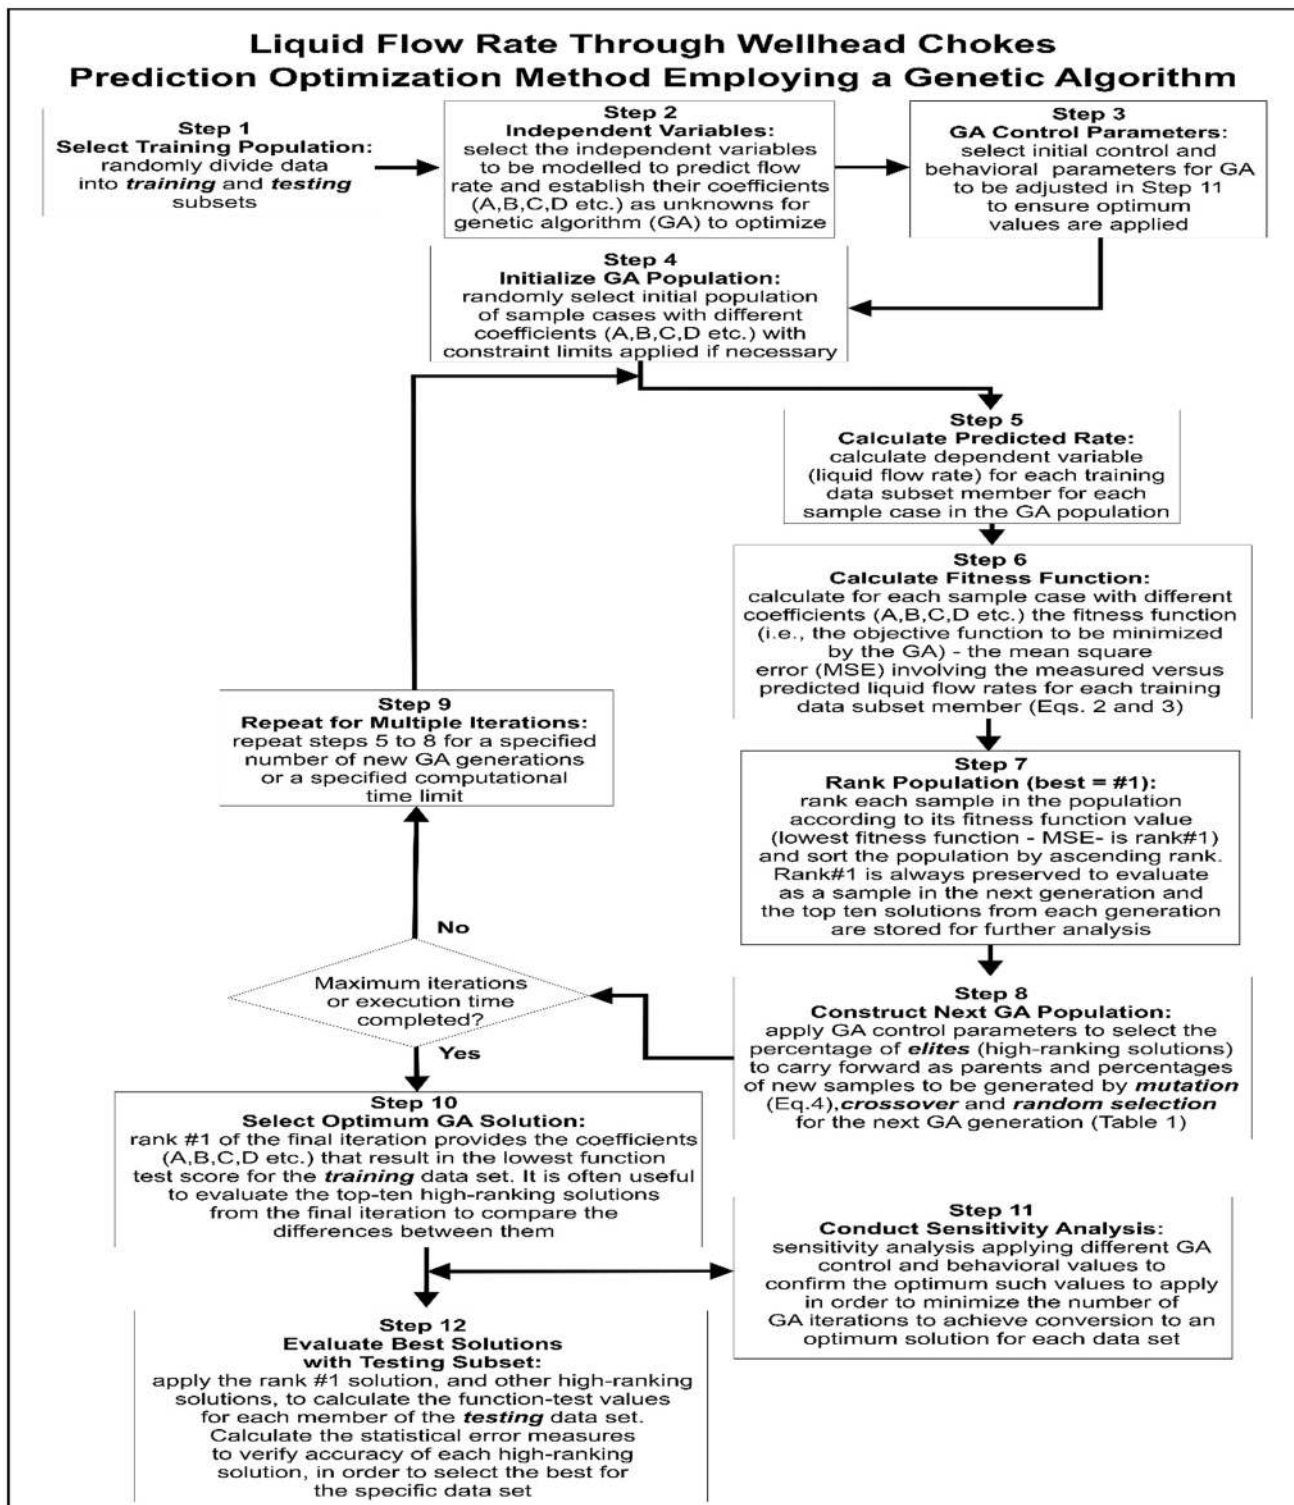 Liquid Flow Rate Through Wellhead Chokes
Prediction Optimization Method Employing a Genetic Algorithm
Step 1
Select Training Population:
randomly divide data
into training and testing
subsets
Step 2
Independent Variables:
select the independent variables
to be modelled to predict flow
rate and establish their coefficients
(A,B,C,D etc.) as unknowns for
genetic algorithm (GA) to optimize
Step 3
GA Control Parameters:
select initial control and
behavioral parameters for GA
to be adjusted in Step 11
to ensure optimum
values are applied
Step 4
Initialize GA Population:
randomly select initial population
of sample cases with different
coefficients (A,B,C,D etc.) with
constraint limits applied if necessary
Step 5
Calculate Predicted Rate:
calculate dependent variable
(liquid flow rate) for each training
data subset member for each
sample case in the GA population
Step 6
Calculate Fitness Function:
calculate for each sample case with different
coefficients (A,B,C,D etc.) the fitness function
(i.e., the objective function to be minimized
by the GA) - the mean square
error (MSE) involving the measured versus
predicted liquid flow rates for each training
data subset member (Eqs. 2 and 3)
Step 7
Rank Population (best = #1):
rank each sample in the population
according to its fitness function value
(lowest fitness function - MSE- is rank#1)
and sort the population by ascending rank.
Rank#1 is always preserved to evaluate
as a sample in the next generation and
the top ten solutions from each generation
are stored for further analysis
Step 8
Construct Next GA Population:
apply GA control parameters to select the
percentage of elites (high-ranking solutions)
to carry forward as parents and percentages
of new samples to be generated by mutation
(Eq.4),crossover and random selection
for the next GA generation (Table 1)
Maximum iterations
or execution time
completed?
No
Yes
Step 9
Repeat for Multiple Iterations:
repeat steps 5 to 8 for a specified
number of new GA generations
or a specified computational
time limit
Step 10
Select Optimum GA Solution:
rank #1 of the final iteration provides the coefficients
(A,B,C,D etc.) that result in the lowest function
test score for the training data set. It is often useful
to evaluate the top-ten high-ranking solutions
from the final iteration to compare the
differences between them
Step 11
Conduct Sensitivity Analysis:
sensitivity analysis applying different GA
control and behavioral values to
confirm the optimum such values to apply
in order to minimize the number of
GA iterations to achieve conversion to an
optimum solution for each data set
Step 12
Evaluate Best Solutions
with Testing Subset:
apply the rank #1 solution, and other high-ranking
solutions, to calculate the function-test values
for each member of the testing data set.
Calculate the statistical error measures
to verify accuracy of each high-ranking
solution, in order to select the best for
the specific data set